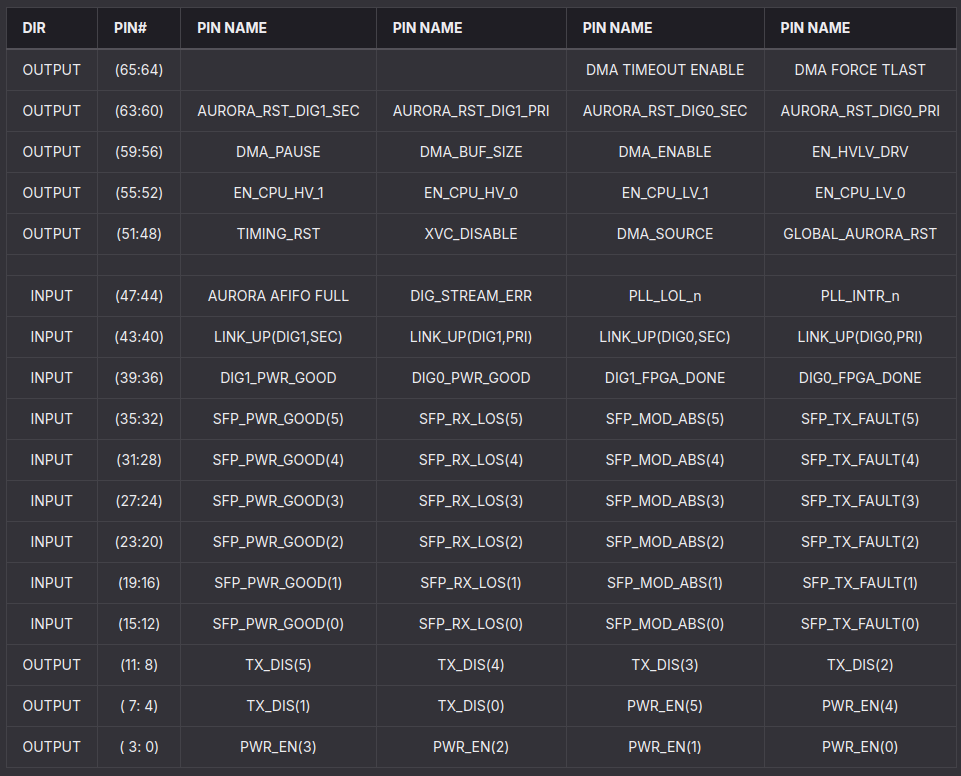 DIR PIN# PIN NAME PIN NAME PIN NAME PIN NAME
OUTPUT (65:64) DMA TIMEOUT ENABLE DMA FORCE TLAST
OUTPUT (63:60) AURORA_RST_DIG1_SEC AURORA_RST_DIG1_PRI AURORA_RST_DIG0_SEC AURORA_RST_DIG0_PRI
OUTPUT (59:56) DMA_PAUSE DMA_BUF_SIZE DMA_ENABLE EN_HVLV_DRV
OUTPUT (55:52) EN_CPU_HV_1 EN_CPU_HV_0 EN_CPU_LV_1 EN_CPU_LV_0
OUTPUT (51:48) TIMING_RST XVC_DISABLE DMA_SOURCE GLOBAL_AURORA_RST
INPUT (47:44) AURORA AFIFO FULL DIG_STREAM_ERR PLL_LOL_n PLL_INTR_n
INPUT (43:40) LINK_UP(DIG1,SEC) LINK_UP(DIG1,PRI) LINK_UP(DIG0,SEC) LINK_UP(DIG0,PRI)
INPUT (39:36) DIG1_PWR_GOOD DIG0_PWR_GOOD DIG1_FPGA_DONE DIG0_FPGA_DONE
INPUT (35:32) SFP_PWR_GOOD(5) SFP_RX_LOS(5) SFP_MOD_ABS(5) SFP_TX_FAULT(5)
INPUT (31:28) SFP_PWR_GOOD(4) SFP_RX_LOS(4) SFP_MOD_ABS(4) SFP_TX_FAULT(4)
INPUT (27:24) SFP_PWR_GOOD(3) SFP_RX_LOS(3) SFP_MOD_ABS(3) SFP_TX_FAULT(3)
INPUT (23:20) SFP_PWR_GOOD(2) SFP_RX_LOS(2) SFP_MOD_ABS(2) SFP_TX_FAULT(2)
INPUT (19:16) SFP_PWR_GOOD(1) SFP_RX_LOS(1) SFP_MOD_ABS(1) SFP_TX_FAULT(1)
INPUT (15:12) SFP_PWR_GOOD(0) SFP_RX_LOS(0) SFP_MOD_ABS(0) SFP_TX_FAULT(0)
OUTPUT (11: 8) TX_DIS(5) TX_DIS(4) TX_DIS(3) TX_DIS(2)
OUTPUT ( 7: 4) TX_DIS(1) TX_DIS(0) PWR_EN(5) PWR_EN(4)
OUTPUT ( 3: 0) PWR_EN(3) PWR_EN(2) PWR_EN(1) PWR_EN(0)